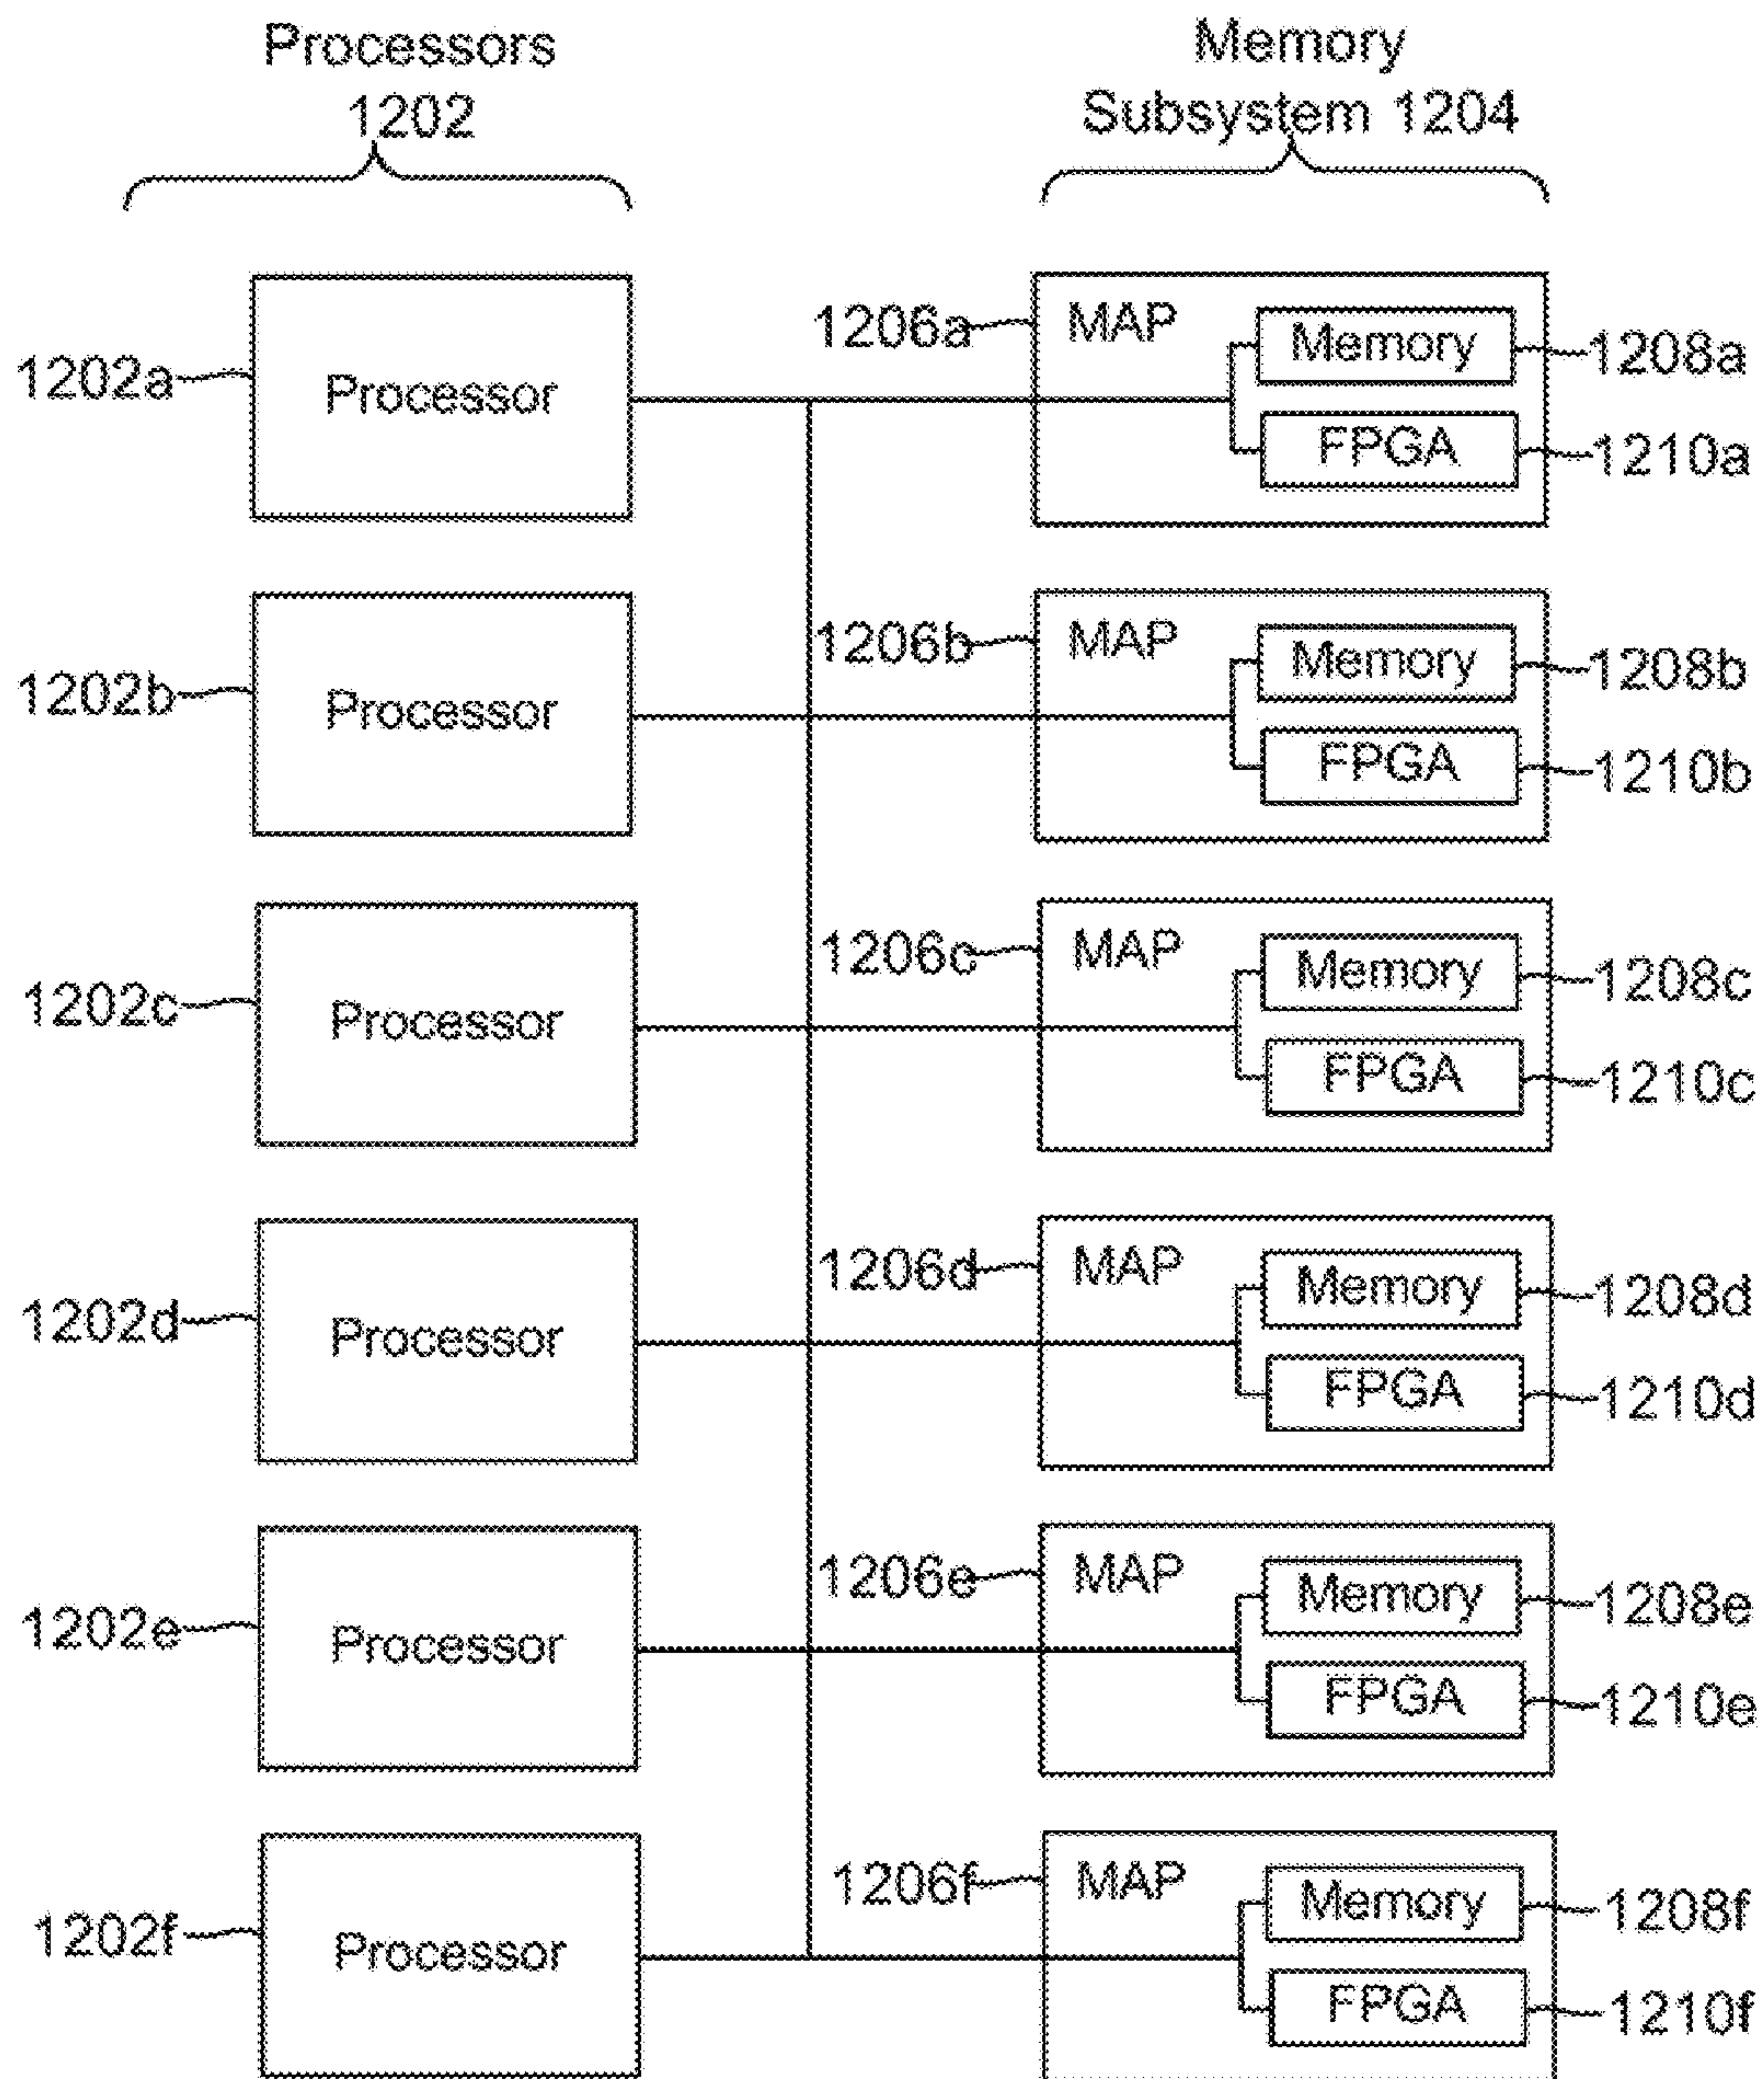 Processors
1202
Memory
Subsystem 1204
1202a
Processor
1206a
MAP
Memory
1208a
FPGA
1210a
1202b
Processor
1206b
MAP
Memory
1208b
FPGA
1210b
1202c
Processor
1206c
MAP
Memory
1208c
FPGA
1210c
1202d
Processor
1206d
MAP
Memory
1208d
FPGA
1210d
1202e
Processor
1206e
MAP
Memory
1208e
FPGA
1210e
1202f
Processor
1206f
MAP
Memory
1208f
FPGA
1210f